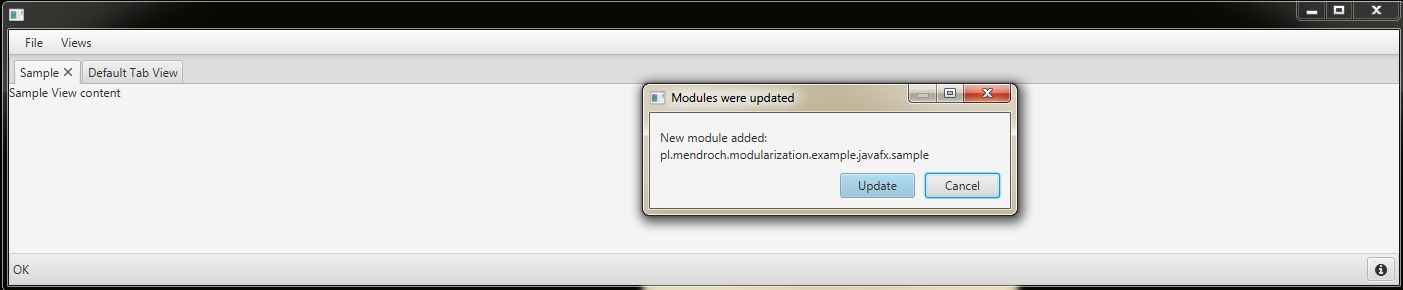 File Views
Sample Default Tab View
Sample View content
Modules were updated
New module added:
pl.mendroch.modularization.example.javafx.sample
Update Cancel
OK